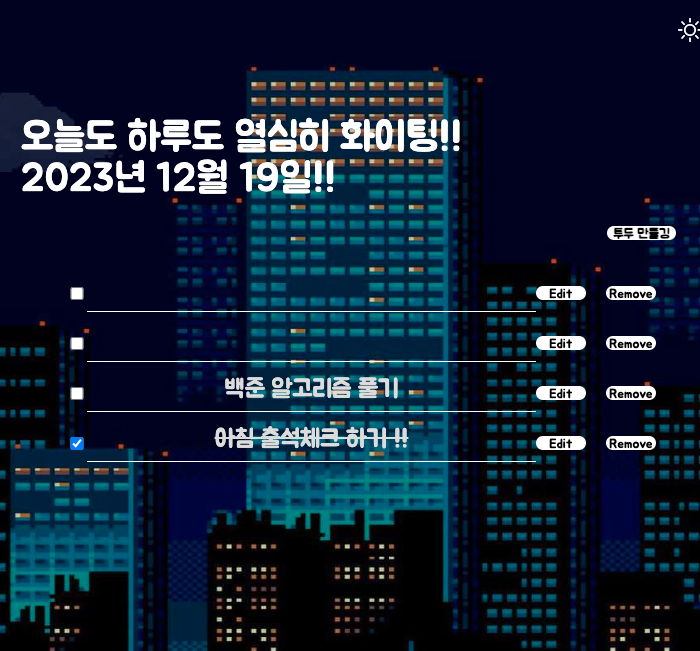 오늘도 하루도 열심히 화이팅!!
2023년 12월 19일!!
투두 만들깅
Edit Remove
Edit Remove
백준 알고리즘 풀기 Edit Remove
아침 출석체크 하기 !! Edit Remove